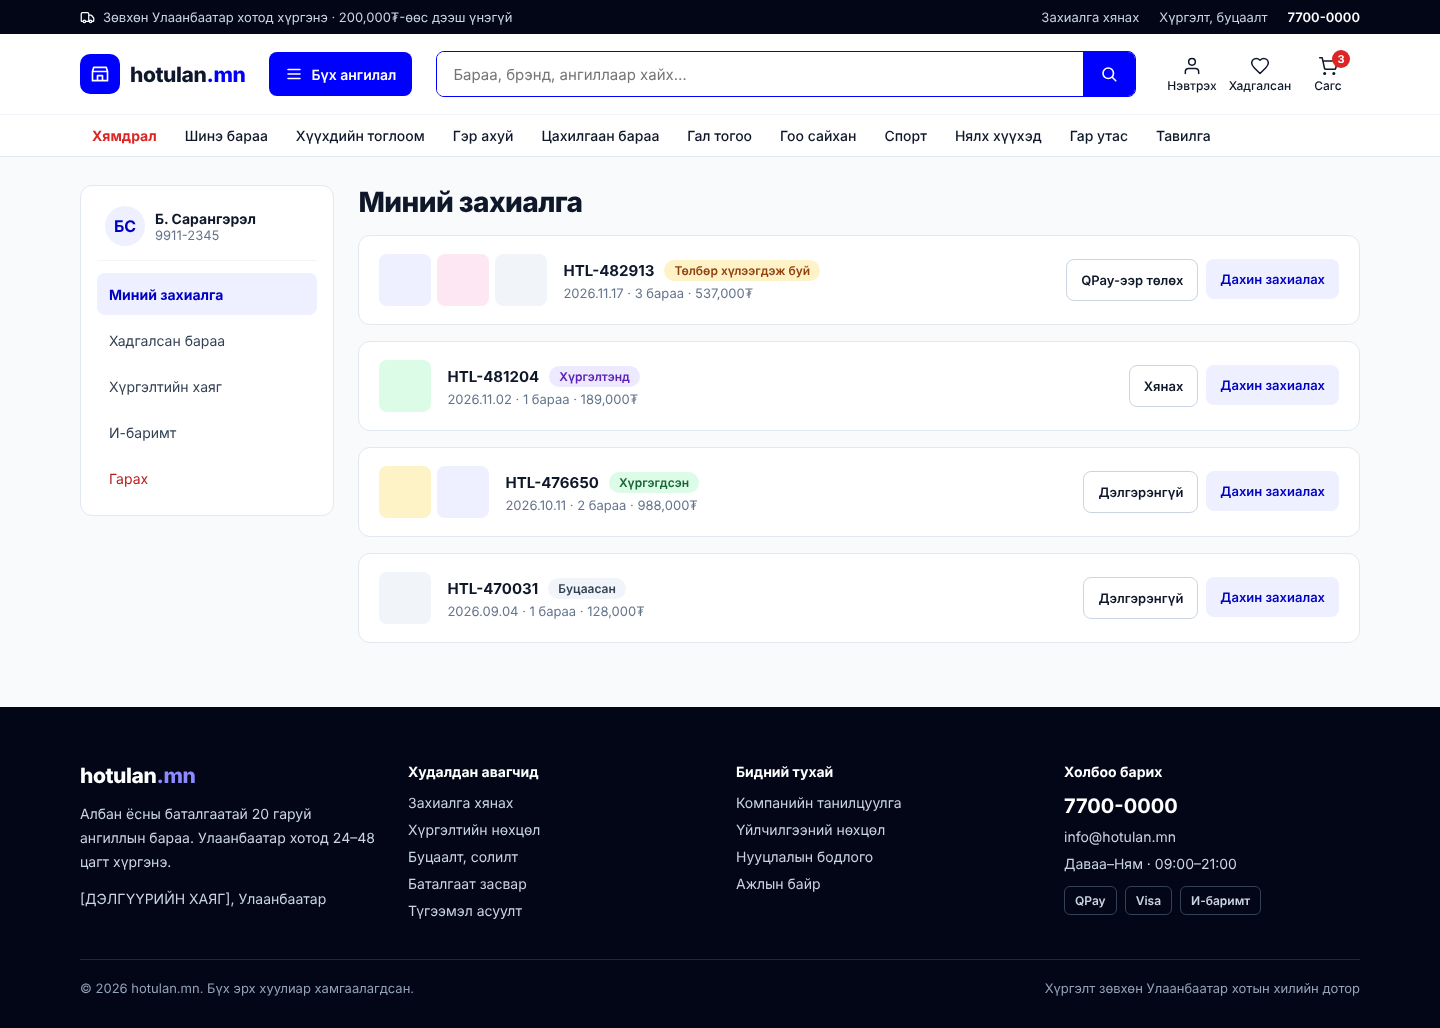 Зөвхөн Улаанбаатар хотод хүргэнэ · 200,000₮-өөс дээш үнэгүй
Захиалга хянах
Хүргэлт, буцаалт
7700-0000
hotulan.mn
Бүх ангилал
Бараа, брэнд, ангиллаар хайх...
Нэвтрэх
Хадгалсан
3
Сагс
Хямдрал
Шинэ бараа
Хүүхдийн тоглоом
Гэр ахуй
Цахилгаан бараа
Гал тогоо
Гоо сайхан
Спорт
Нялх хүүхэд
Гар утас
Тавилга
БС
Б. Сарангэрэл
9911-2345
Миний захиалга
Хадгалсан бараа
Хүргэлтийн хаяг
И-баримт
Гарах
Миний захиалга
HTL-482913
Төлбөр хүлээгдэж буй
2026.11.17 · 3 бараа · 537,000₮
QPay-ээр төлөх
Дахин захиалах
HTL-481204
Хүргэлтэнд
2026.11.02 · 1 бараа · 189,000₮
Хянах
Дахин захиалах
HTL-476650
Хүргэгдсэн
2026.10.11 · 2 бараа · 988,000₮
Дэлгэрэнгүй
Дахин захиалах
HTL-470031
Буцаасан
2026.09.04 · 1 бараа · 128,000₮
Дэлгэрэнгүй
Дахин захиалах
hotulan.mn
Албан ёсны баталгаатай 20 гаруй
ангиллын бараа. Улаанбаатар хотод 24–48
цагт хүргэнэ.
[ДЭЛГҮҮРИЙН ХАЯГ], Улаанбаатар
Худалдан авагчид
Захиалга хянах
Хүргэлтийн нөхцөл
Буцаалт, солилт
Баталгаат засвар
Түгээмэл асуулт
Бидний тухай
Компанийн танилцуулга
Үйлчилгээний нөхцөл
Нууцлалын бодлого
Ажлын байр
Холбоо барих
7700-0000
info@hotulan.mn
Даваа–Ням · 09:00–21:00
QPay
Visa
И-баримт
© 2026 hotulan.mn. Бүх эрх хуулиар хамгаалагдсан.
Хүргэлт зөвхөн Улаанбаатар хотын хилийн дотор